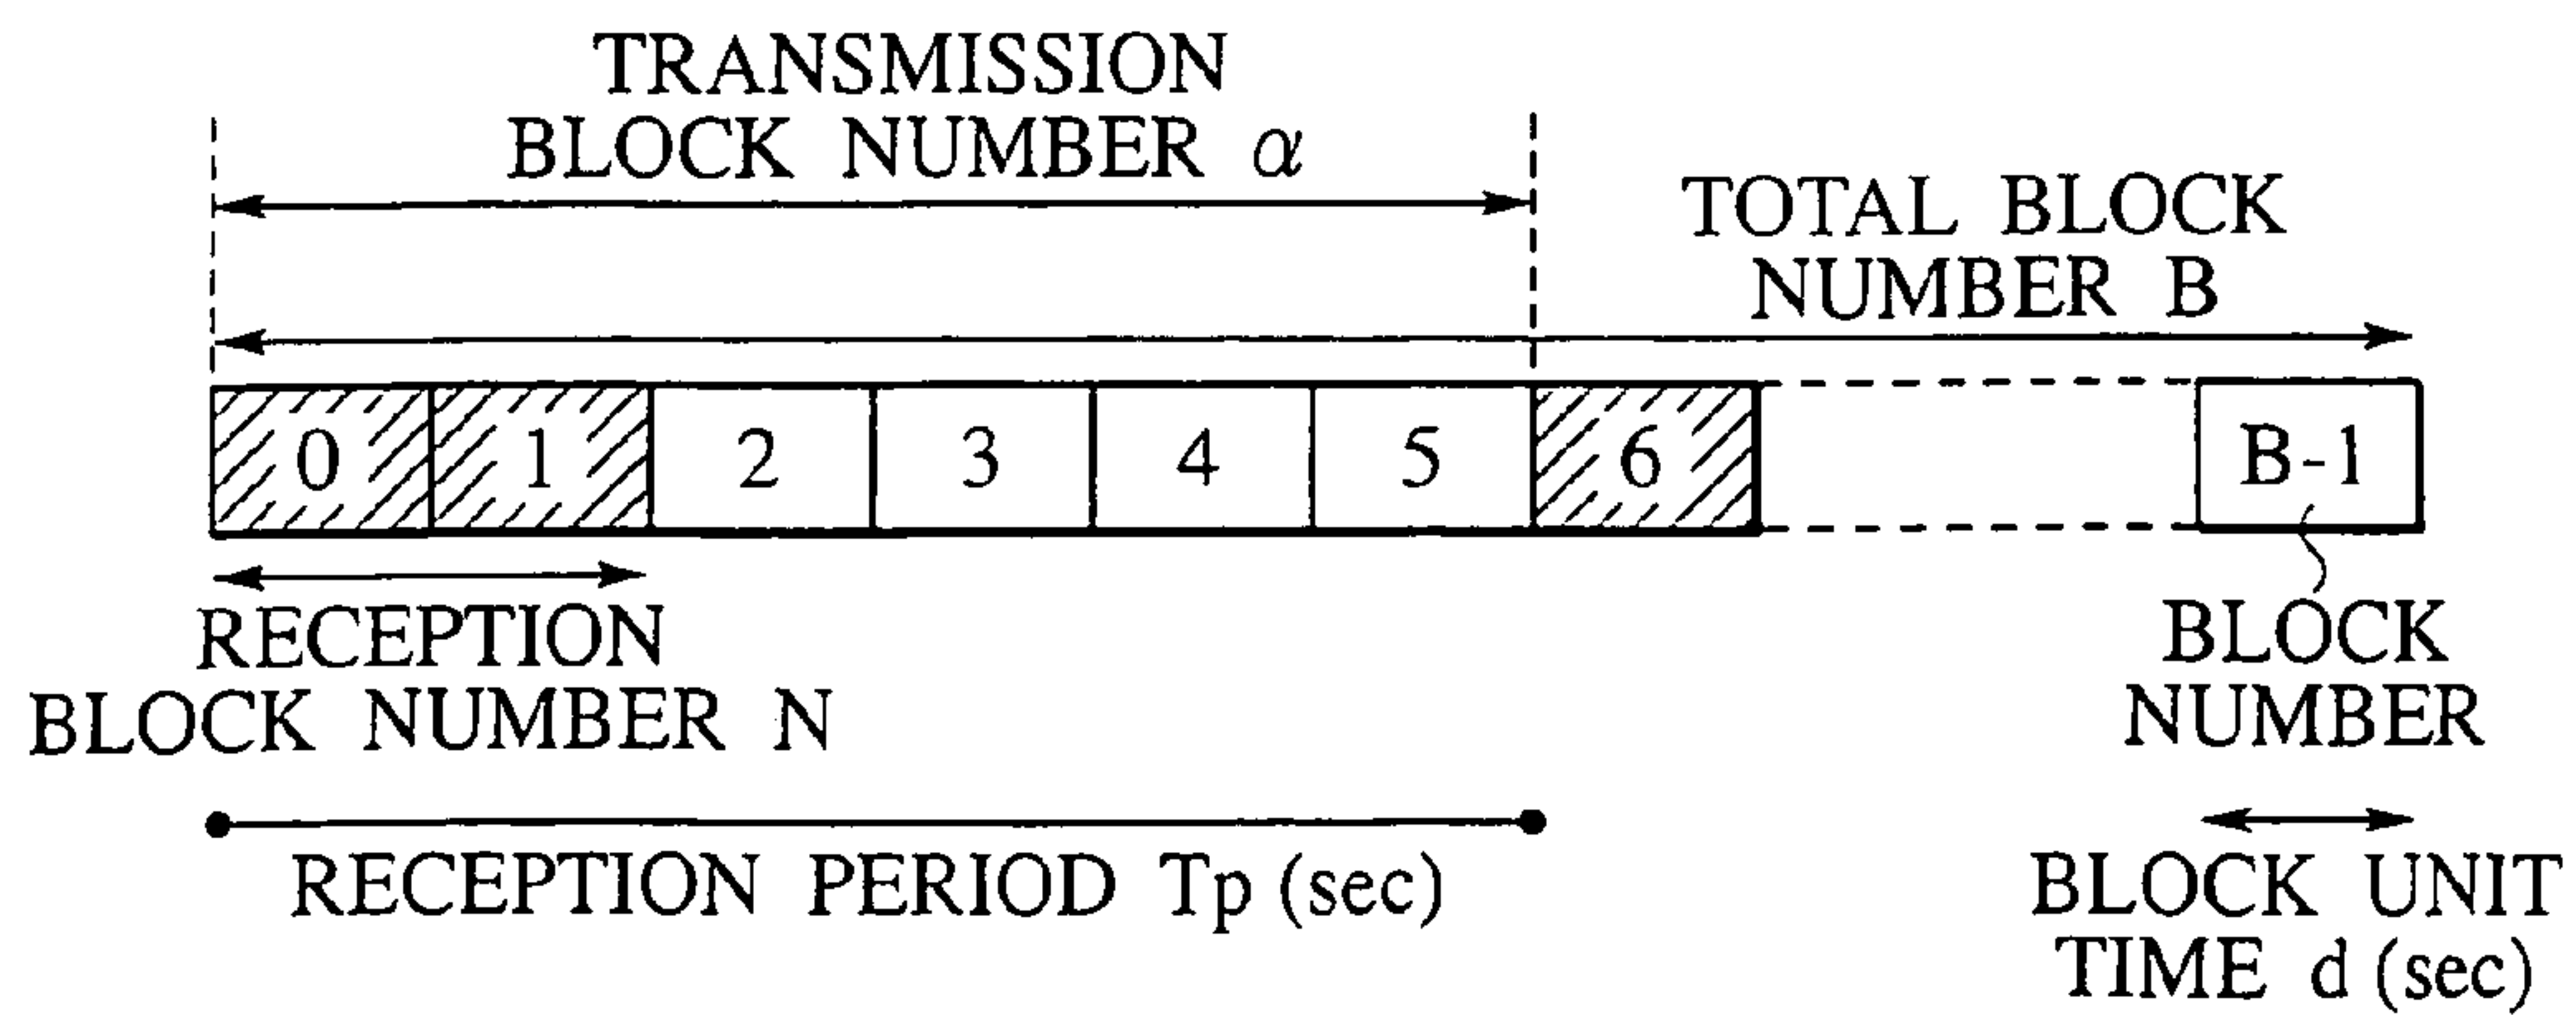 TRANSMISSION
BLOCK NUMBER α
TOTAL BLOCK
NUMBER B
0 1 2 3 4 5 6 B-1
RECEPTION
BLOCK NUMBER N
BLOCK
NUMBER
RECEPTION PERIOD Tp (sec)
BLOCK UNIT
TIME d (sec)